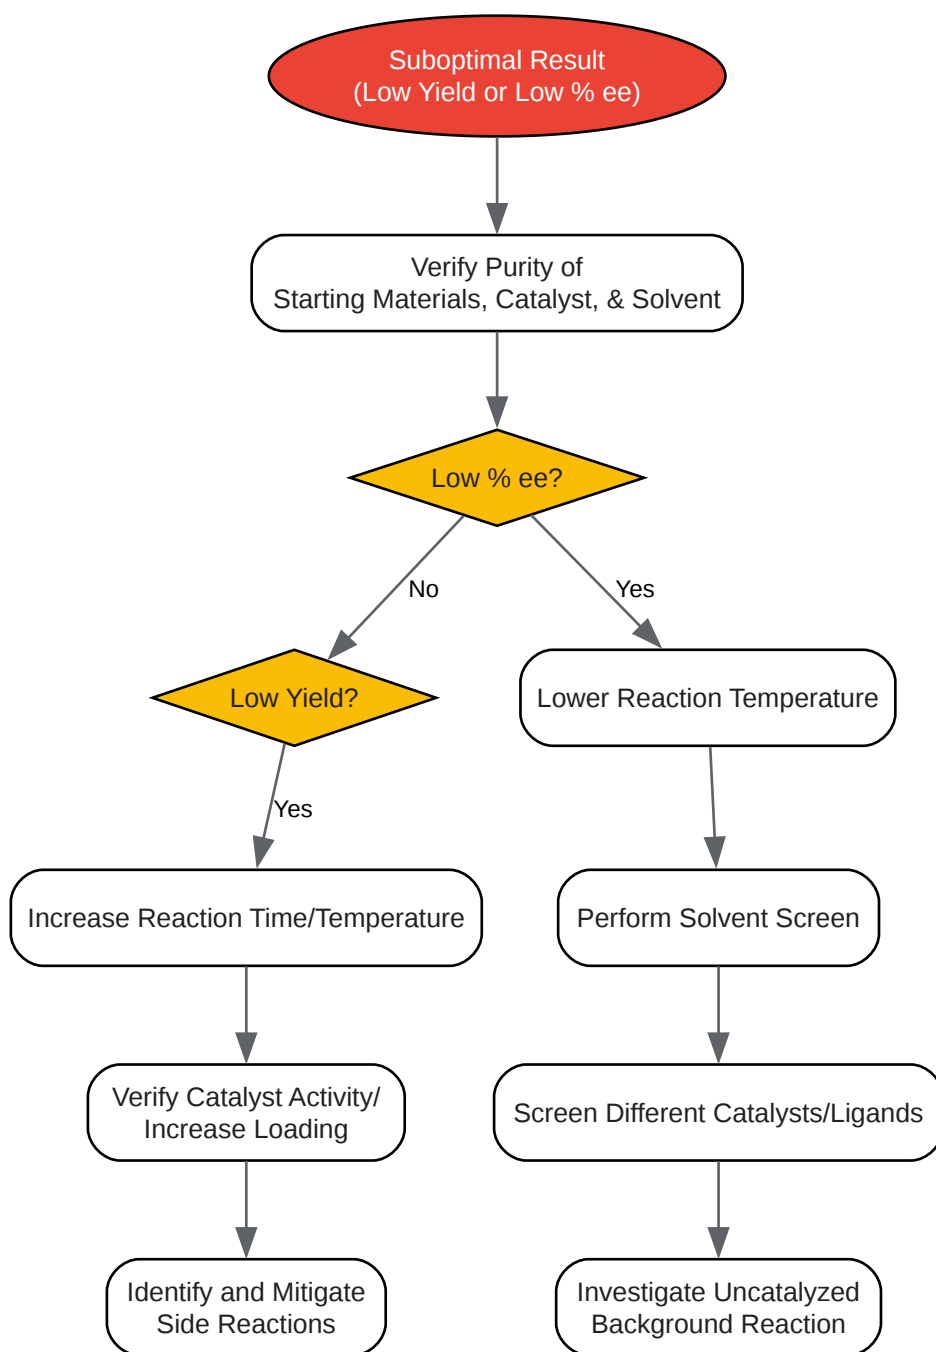 Suboptimal Result
(Low Yield or Low % ee)
Verify Purity of
Starting Materials, Catalyst, & Solvent
Low % ee?
No
Yes
Low Yield?
Lower Reaction Temperature
Yes
Increase Reaction Time/Temperature
Perform Solvent Screen
Verify Catalyst Activity/
Increase Loading
Screen Different Catalysts/Ligands
Identify and Mitigate
Side Reactions
Investigate Uncatalyzed
Background Reaction